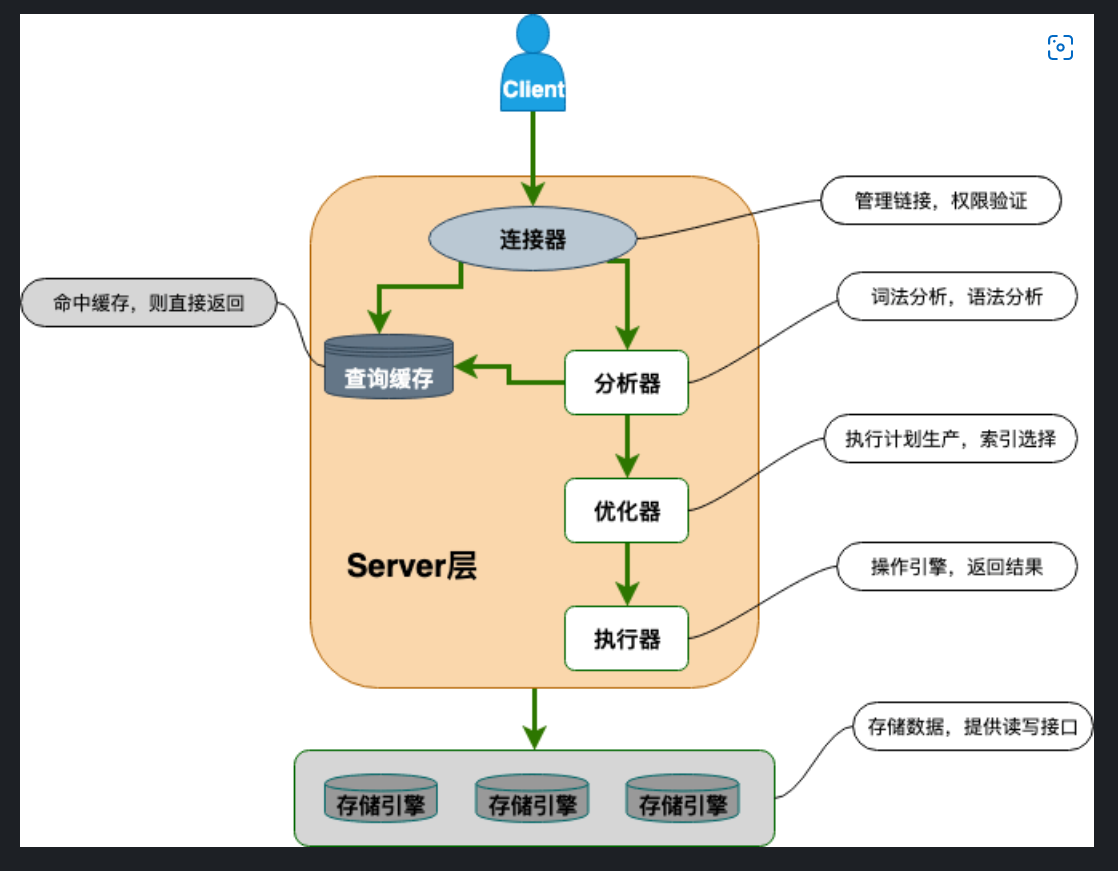 Client
管理链接，权限验证
连接器
词法分析，语法分析
命中缓存，则直接返回
查询缓存
分析器
执行计划生产，索引选择
优化器
Server层
操作引擎，返回结果
执行器
存储数据，提供读写接口
存储引擎
存储引擎
存储引擎